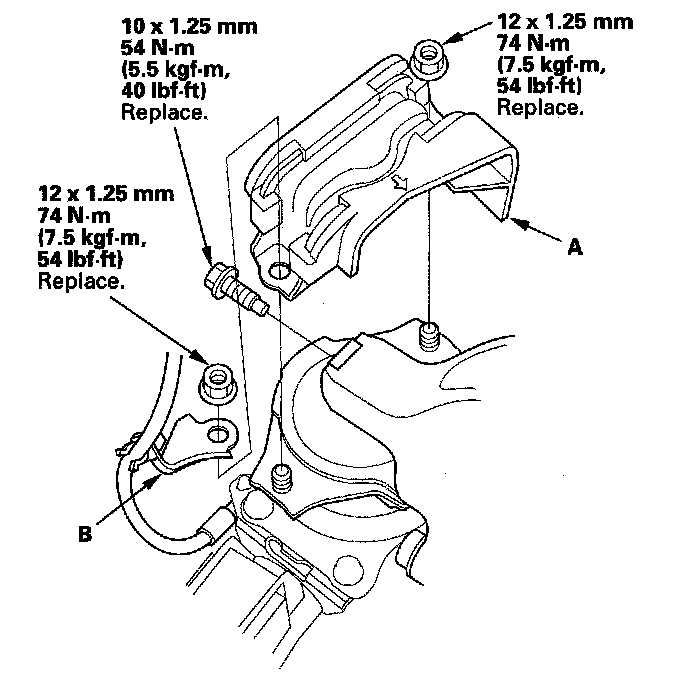 10 x 1.25 mm
54 N·m
(5.5 kgf·m,
40 lbf·ft)
Replace.
12 x 1.25 mm
74 N·m
(7.5 kgf·m,
54 lbf·ft)
Replace.
12 x 1.25 mm
74 N·m
(7.5 kgf·m,
54 lbf·ft)
Replace.
A
B